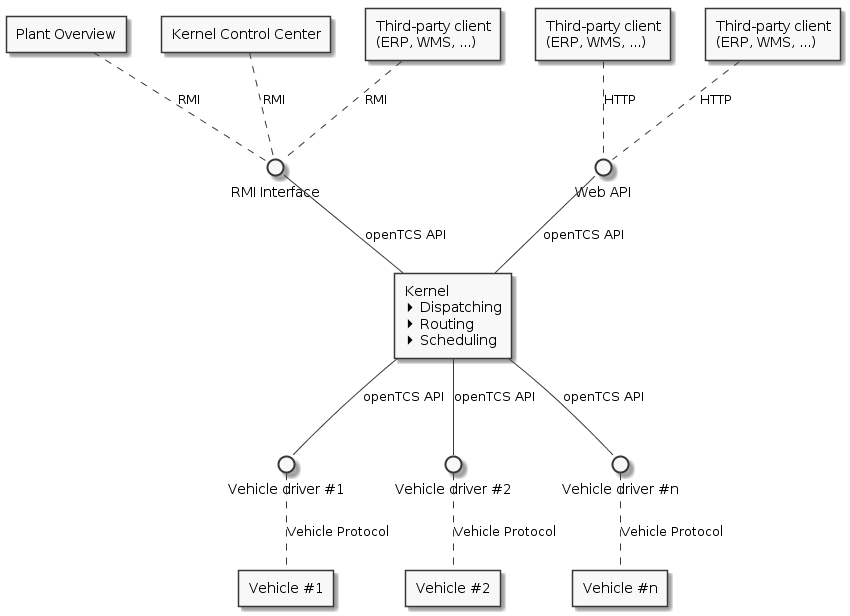 Plant Overview
Kernel Control Center
Third-party client
(ERP, WMS, ...)
Third-party client
(ERP, WMS, ...)
Third-party client
(ERP, WMS, ...)
RMI
RMI
RMI
HTTP
HTTP
RMI Interface
Web API
openTCS API
openTCS API
Kernel
Dispatching
Routing
Scheduling
openTCS API
openTCS API
openTCS API
Vehicle driver #1
Vehicle driver #2
Vehicle driver #n
Vehicle Protocol
Vehicle Protocol
Vehicle Protocol
Vehicle #1
Vehicle #2
Vehicle #n